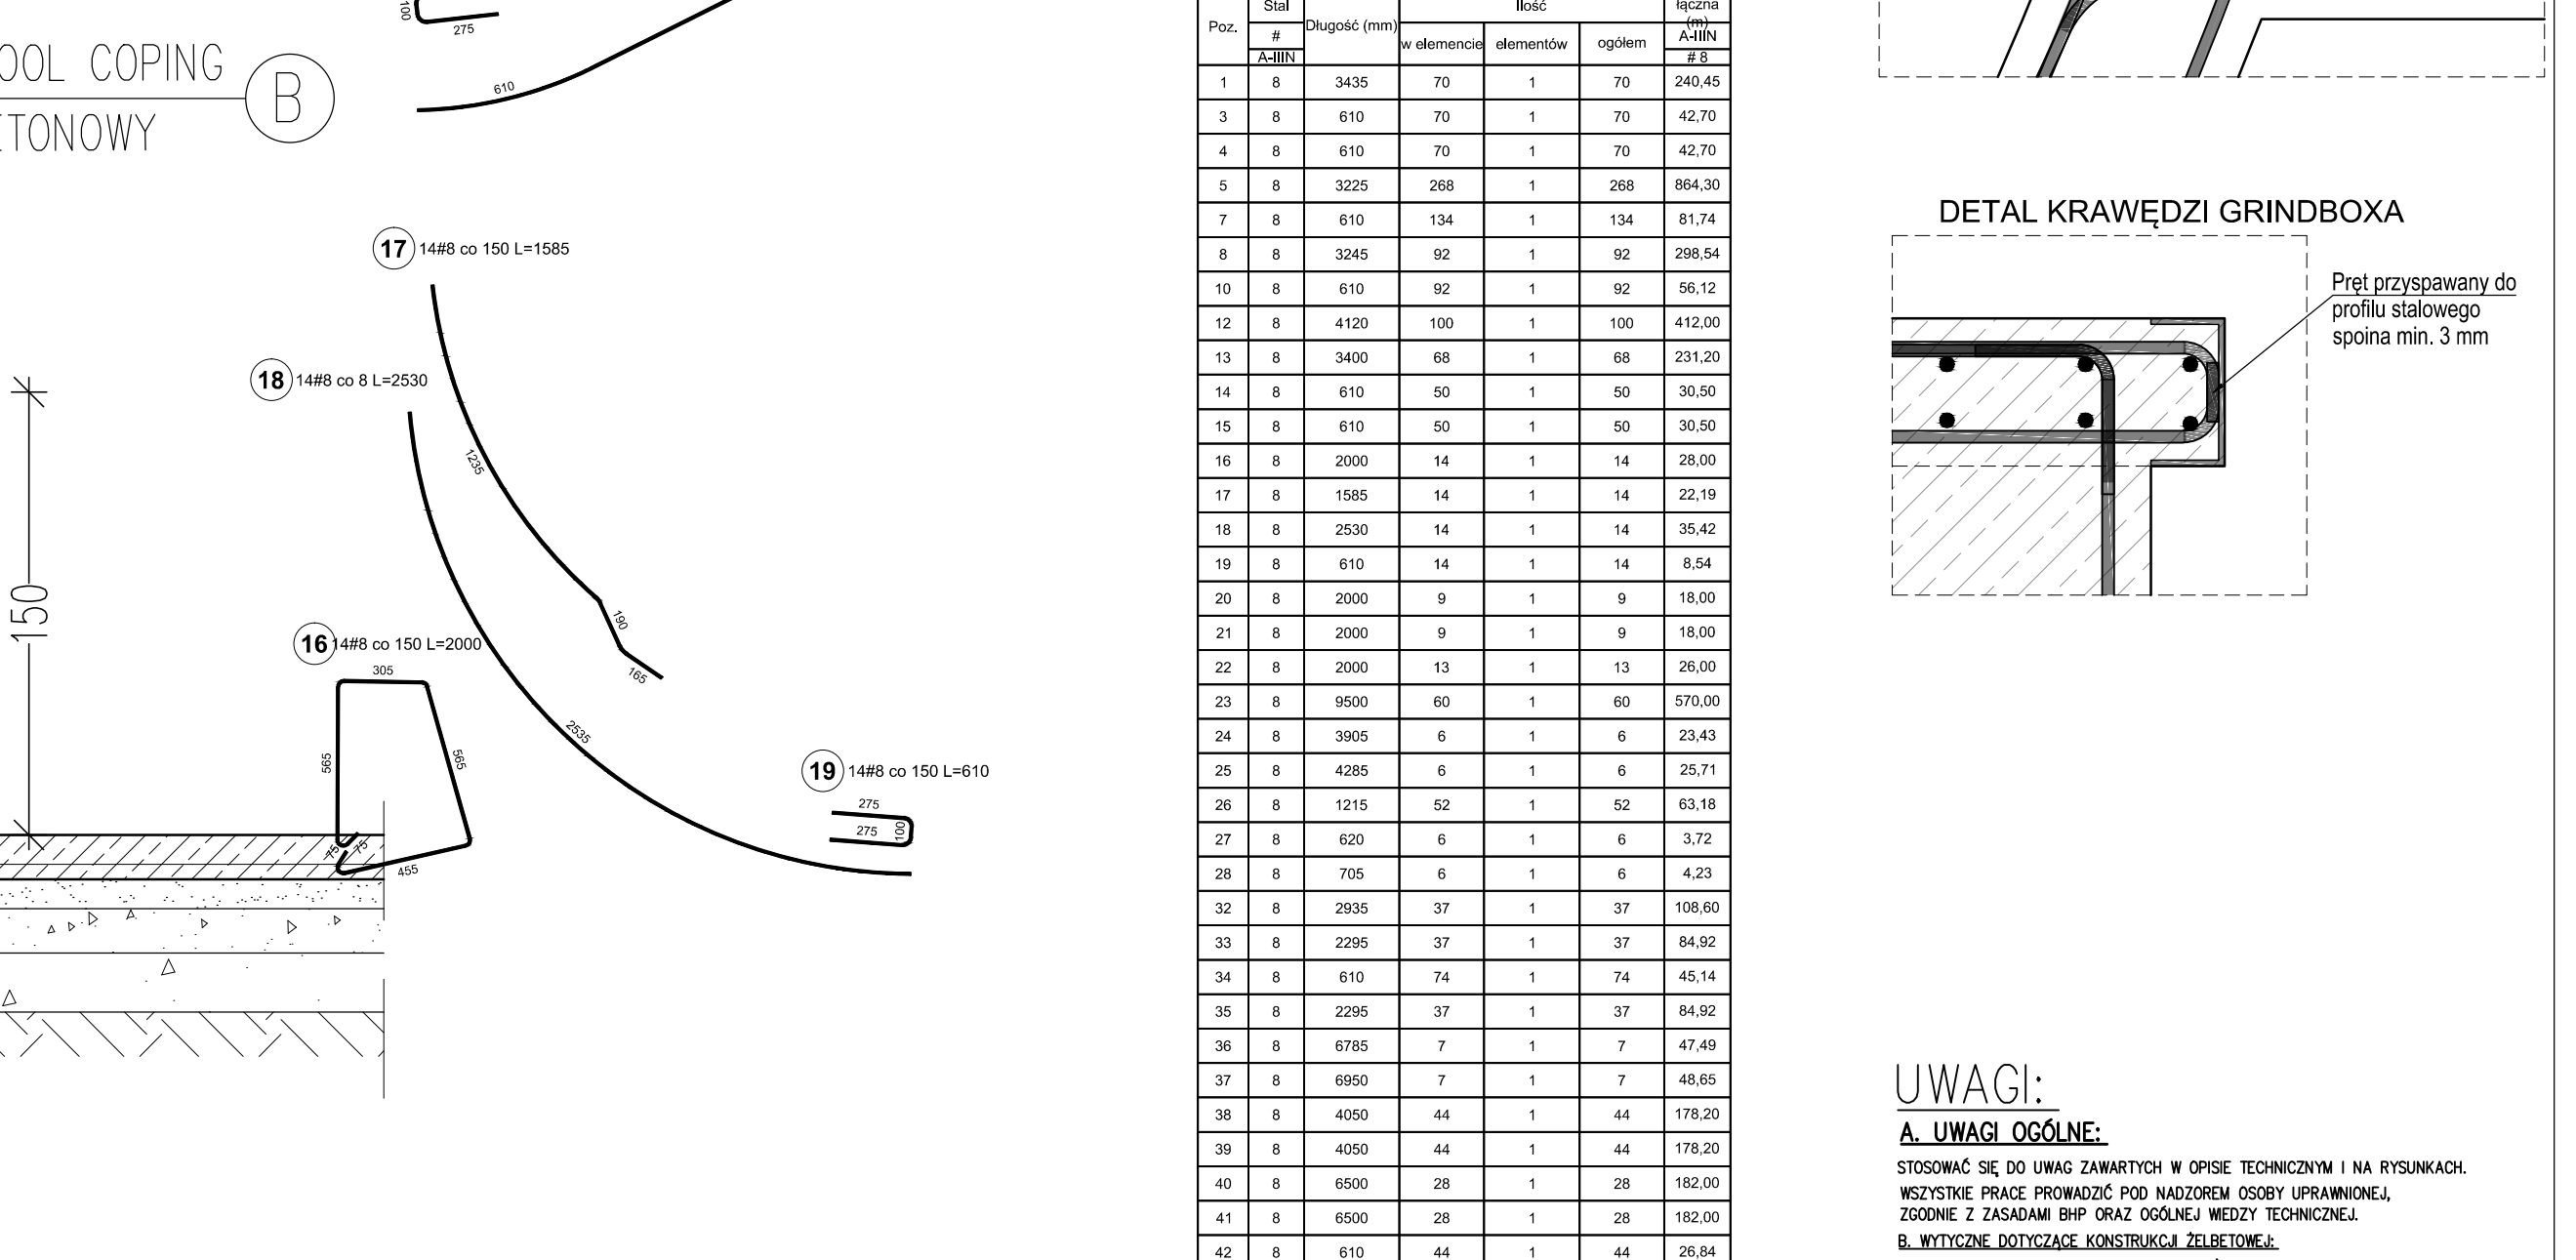 100
275
610
OOL COPING
B
ETONOWY
17 14#8 co 150 L=1585
1235
190
165
18 14#8 co 8 L=2530
2535
150
16 14#8 co 150 L=2000
305
565
565
75
75
455
19 14#8 co 150 L=610
275
275
100
Poz. Stal Długość (mm) Ilość łączna
(m)
# w elemencie elementów ogółem A-IIIN
A-IIIN # 8
1 8 3435 70 1 70 240,45
3 8 610 70 1 70 42,70
4 8 610 70 1 70 42,70
5 8 3225 268 1 268 864,30
7 8 610 134 1 134 81,74
8 8 3245 92 1 92 298,54
10 8 610 92 1 92 56,12
12 8 4120 100 1 100 412,00
13 8 3400 68 1 68 231,20
14 8 610 50 1 50 30,50
15 8 610 50 1 50 30,50
16 8 2000 14 1 14 28,00
17 8 1585 14 1 14 22,19
18 8 2530 14 1 14 35,42
19 8 610 14 1 14 8,54
20 8 2000 9 1 9 18,00
21 8 2000 9 1 9 18,00
22 8 2000 13 1 13 26,00
23 8 9500 60 1 60 570,00
24 8 3905 6 1 6 23,43
25 8 4285 6 1 6 25,71
26 8 1215 52 1 52 63,18
27 8 620 6 1 6 3,72
28 8 705 6 1 6 4,23
32 8 2935 37 1 37 108,60
33 8 2295 37 1 37 84,92
34 8 610 74 1 74 45,14
35 8 2295 37 1 37 84,92
36 8 6785 7 1 7 47,49
37 8 6950 7 1 7 48,65
38 8 4050 44 1 44 178,20
39 8 4050 44 1 44 178,20
40 8 6500 28 1 28 182,00
41 8 6500 28 1 28 182,00
42 8 610 44 1 44 26,84
DETAL KRAWĘDZI GRINDBOXA
Pręt przyspawany do
profilu stalowego
spoina min. 3 mm
UWAGI:
A. UWAGI OGÓLNE:
STOSOWAĆ SIĘ DO UWAG ZAWARTYCH W OPISIE TECHNICZNYM I NA RYSUNKACH.
WSZYSTKIE PRACE PROWADZIĆ POD NADZOREM OSOBY UPRAWNIONEJ,
ZGODNIE Z ZASADAMI BHP ORAZ OGÓLNEJ WIEDZY TECHNICZNEJ.
B. WYTYCZNE DOTYCZĄCE KONSTRUKCJI ŻELBETOWEJ: